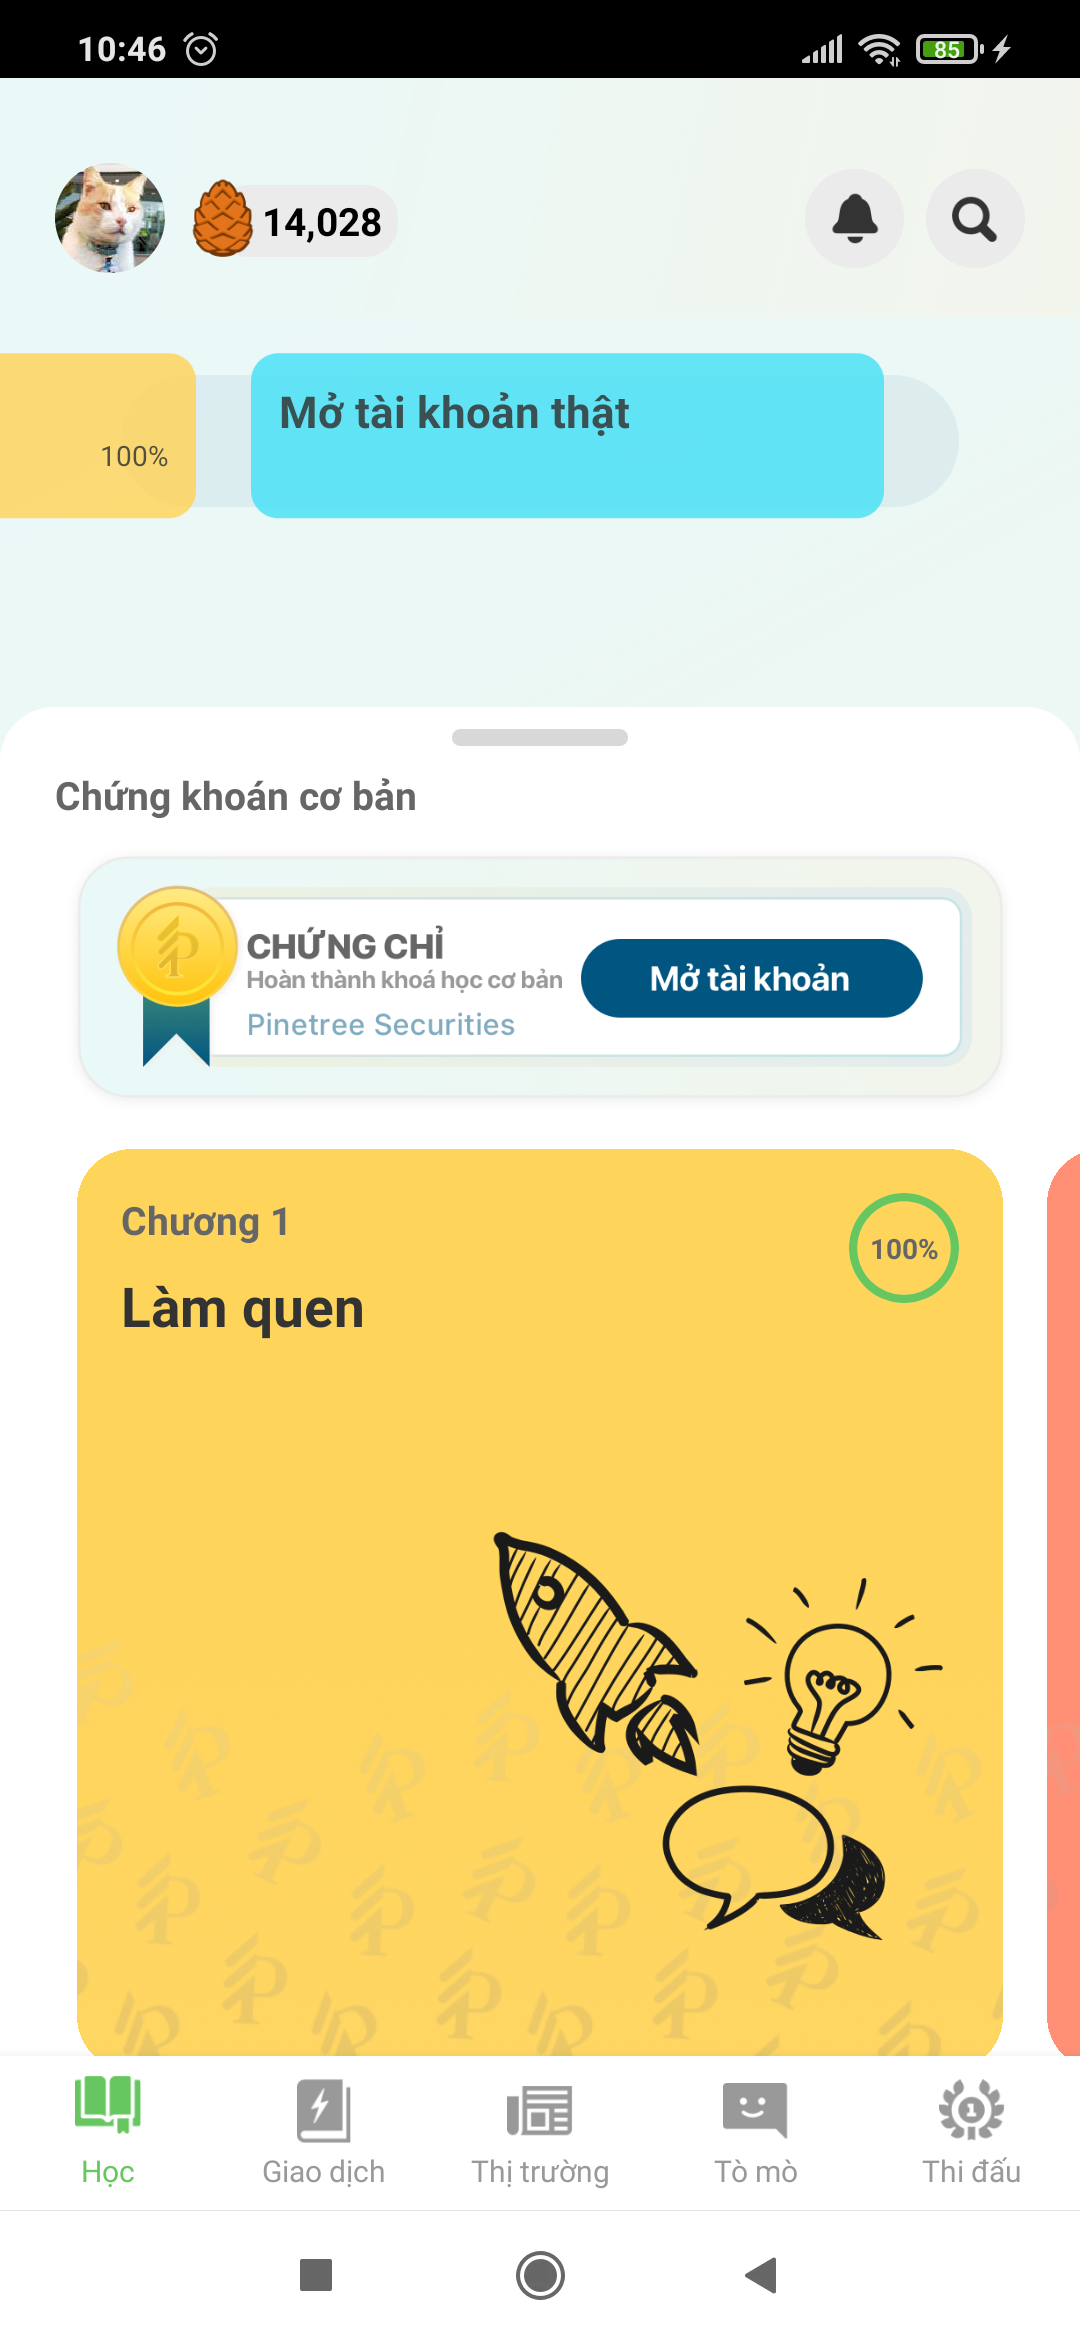 10:46
85
14,028
100%
Mở tài khoản thật
Chứng khoán cơ bản
CHỨNG CHỈ
Hoàn thành khoá học cơ bản
Pinetree Securities
Mở tài khoản
Chương 1
100%
Làm quen
Học
Giao dịch
Thị trường
Tò mò
1
Thi đấu